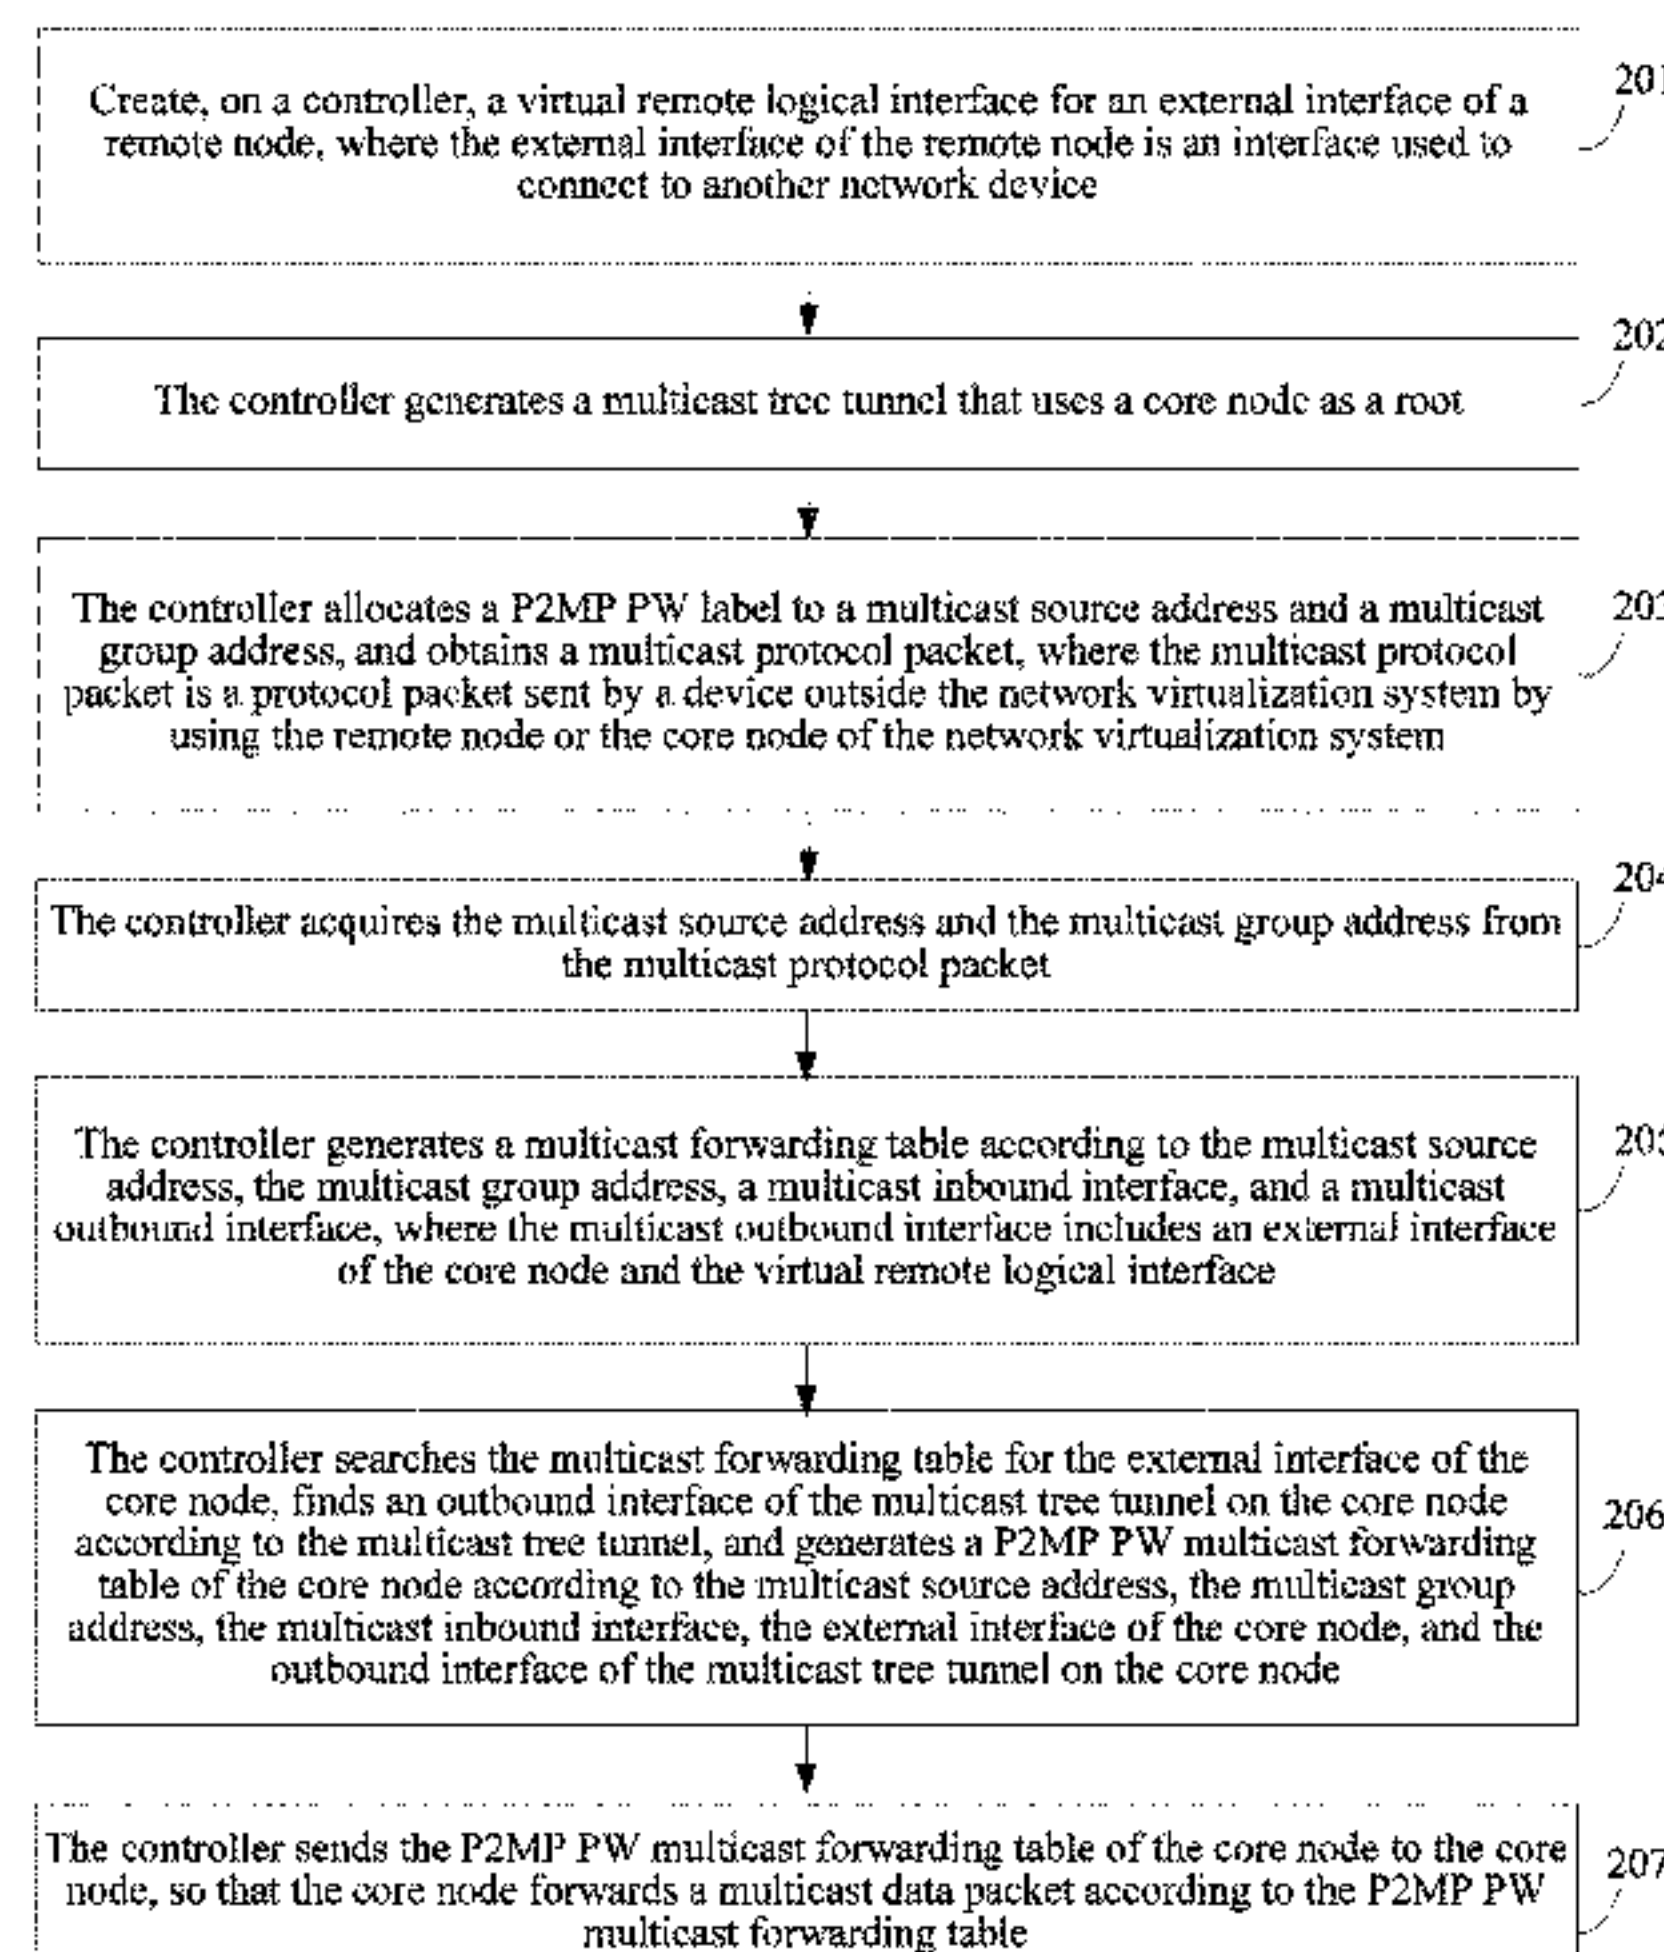 201
Create, on a controller, a virtual remote logical interface for an external interface of a
remote node, where the external interface of the remote node is an interface used to
connect to another network device
202
The controller generates a multicast tree tunnel that uses a core node as a root
203
The controller allocates a P2MP PW label to a multicast source address and a multicast
group address, and obtains a multicast protocol packet, where the multicast protocol
packet is a protocol packet sent by a device outside the network virtualization system by
using the remote node or the core node of the network virtualization system
204
The controller acquires the multicast source address and the multicast group address from
the multicast protocol packet
205
The controller generates a multicast forwarding table according to the multicast source
address, the multicast group address, a multicast inbound interface, and a multicast
outbound interface, where the multicast outbound interface includes an external interface
of the core node and the virtual remote logical interface
206
The controller searches the multicast forwarding table for the external interface of the
core node, finds an outbound interface of the multicast tree tunnel on the core node
according to the multicast tree tunnel, and generates a P2MP PW multicast forwarding
table of the core node according to the multicast source address, the multicast group
address, the multicast inbound interface, the external interface of the core node, and the
outbound interface of the multicast tree tunnel on the core node
207
The controller sends the P2MP PW multicast forwarding table of the core node to the core
node, so that the core node forwards a multicast data packet according to the P2MP PW
multicast forwarding table